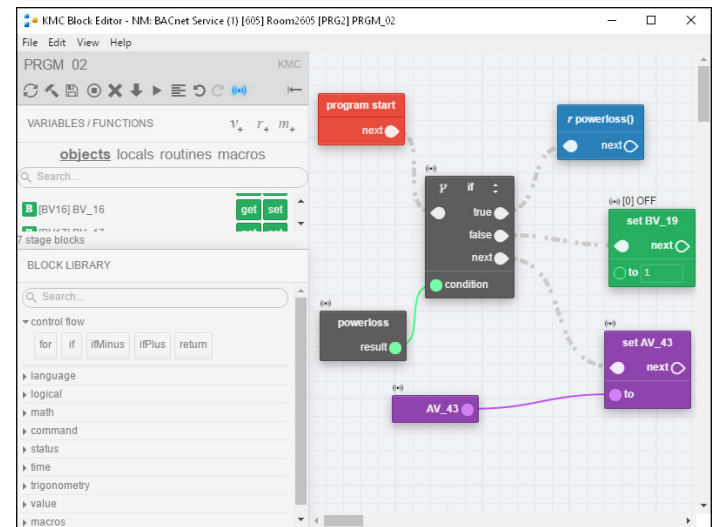 KMC Block Editor - NM: BACnet Service (1) [605] Room2605 [PRG2] PRGM_02
File Edit View Help
PRGM 02 KMC
VARIABLES / FUNCTIONS v+ r+ m+
objects locals routines macros
Search...
B [BV16] BV_16 get set
7 stage blocks
BLOCK LIBRARY
Search...
control flow
for if ifMinus ifPlus return
language
logical
math
command
status
time
trigonometry
value
macros
program start
next
r powerloss()
next
if
true
false
next
condition
[0] OFF
set BV_19
next
to 1
powerloss
result
set AV_43
next
to
AV_43